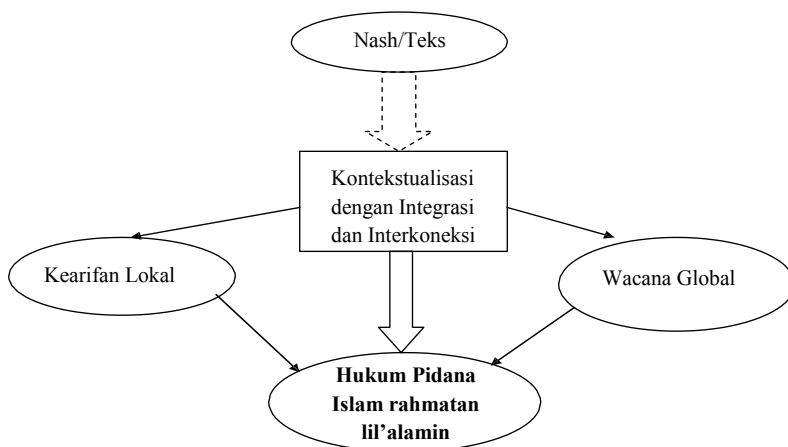 Nash/Teks
Kontekstualisasi
dengan Integrasi
dan Interkoneksi
Kearifan Lokal
Wacana Global
Hukum Pidana
Islam rahmatan
lil’alamin